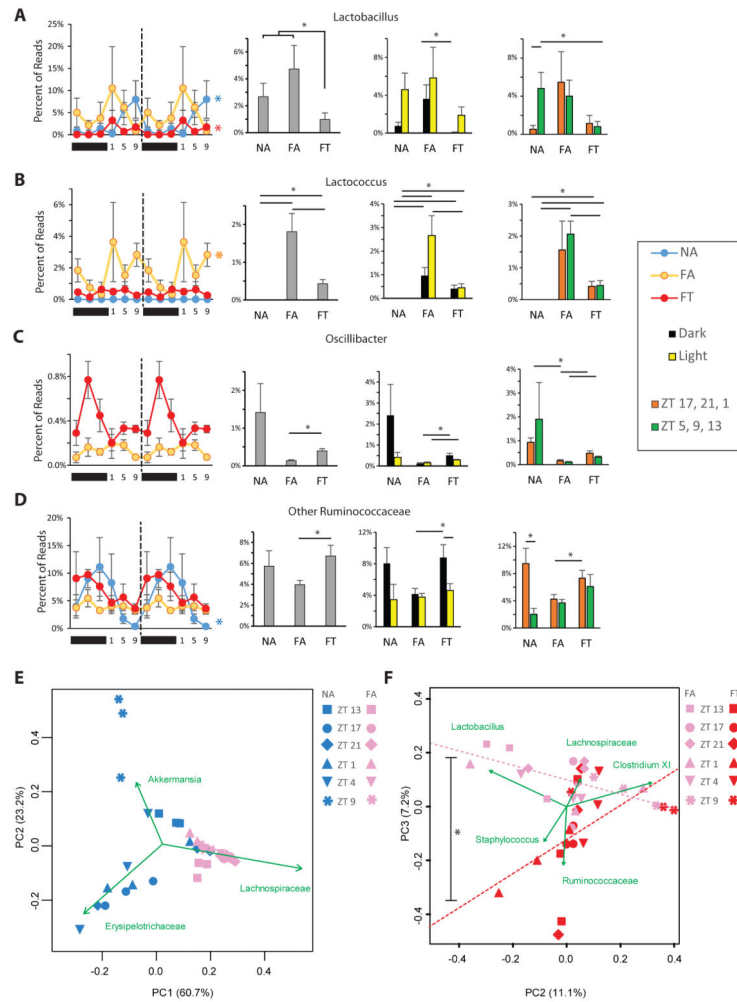 A
Lactobacillus
Percent of Reads
25%
20%
15%
10%
5%
0%
1 5 9 1 5 9
*
*
6%
4%
2%
0%
NA FA FT
*
8%
6%
4%
2%
0%
NA FA FT
*
8%
6%
4%
2%
0%
NA FA FT
*
B
Lactococcus
Percent of Reads
6%
4%
2%
0%
1 5 9 1 5 9
*
3%
2%
1%
0%
NA FA FT
*
4%
3%
2%
1%
0%
NA FA FT
*
3%
2%
1%
0%
NA FA FT
*
NA
FA
FT
Dark
Light
ZT 17, 21, 1
ZT 5, 9, 13
C
Oscillibacter
Percent of Reads
0.8%
0.4%
0.0%
1 5 9 1 5 9
3%
2%
1%
0%
NA FA FT
*
4%
3%
2%
1%
0%
NA FA FT
*
4%
3%
2%
1%
0%
NA FA FT
*
D
Other Ruminococcaceae
Percent of Reads
20%
15%
10%
5%
0%
1 5 9 1 5 9
*
8%
6%
4%
2%
0%
NA FA FT
*
12%
8%
4%
0%
NA FA FT
*
12%
8%
4%
0%
NA FA FT
* *
E
PC2 (23.2%)
0.4
0.2
0.0
-0.2
-0.2 0.0 0.2 0.4
PC1 (60.7%)
Akkermansia
Lachnospiraceae
Erysipelotrichaceae
NA FA
ZT 13
ZT 17
ZT 21
ZT 1
ZT 4
ZT 9
F
PC3 (7.2%)
0.4
0.2
0.0
-0.2
-0.4
-0.4 -0.2 0.0 0.2 0.4
PC2 (11.1%)
Lactobacillus
Lachnospiraceae
Clostridium XI
Staphylococcus
Ruminococcaceae
*
FA FT
ZT 13
ZT 17
ZT 21
ZT 1
ZT 4
ZT 9